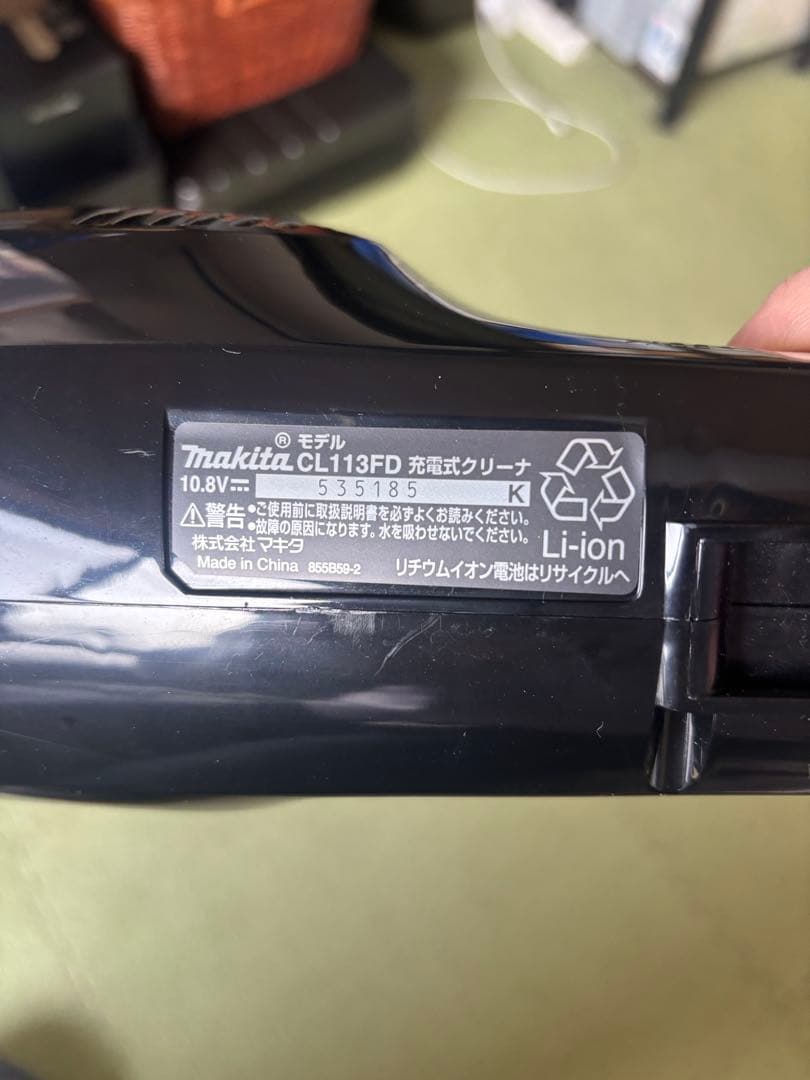 makita® モデル CL113FD 充電式クリーナ
10.8V⎓ 535185 K
⚠警告 •ご使用前に取扱説明書を必ずよくお読みください。
•故障の原因になります。水を吸わせないでください。
株式会社マキタ
Li-ion
Made in China 855B59-2 リチウムイオン電池はリサイクルへ